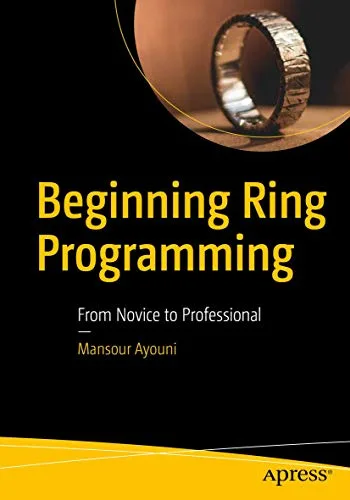 Beginning Ring
Programming
From Novice to Professional
Mansour Ayouni
Apress®